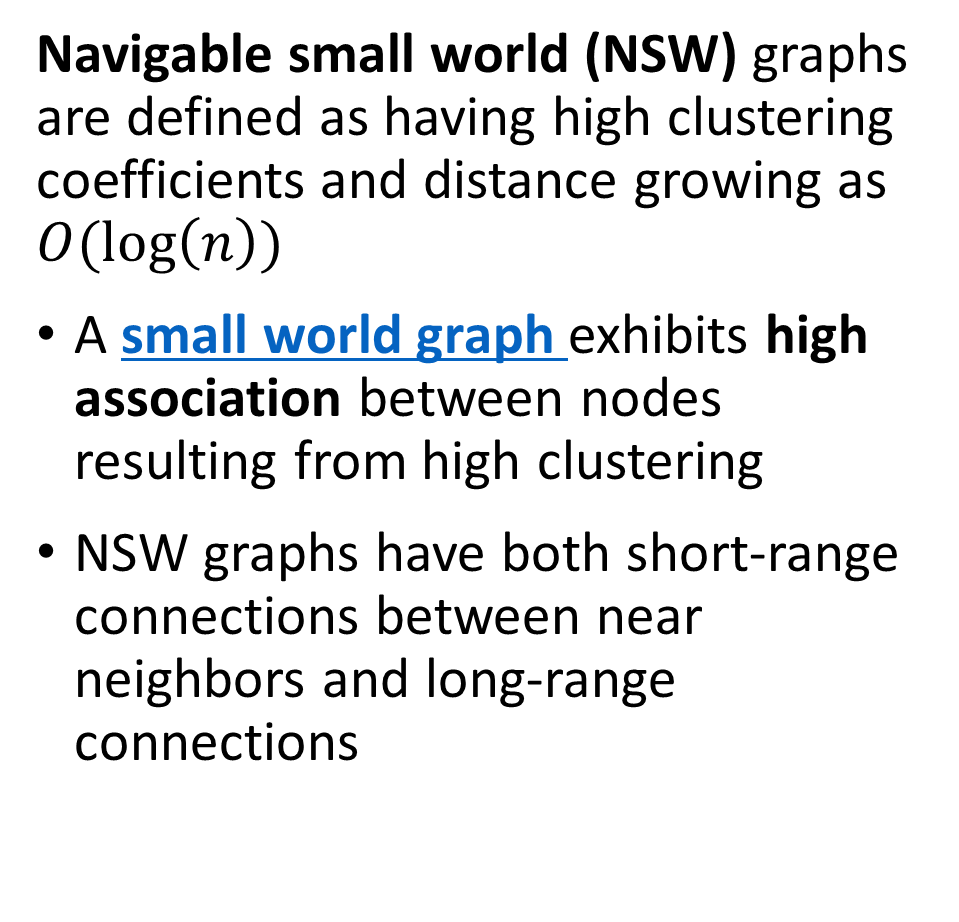 Navigable small world (NSW) graphs
are defined as having high clustering
coefficients and distance growing as
O(log(n))
• A small world graph exhibits high
association between nodes
resulting from high clustering
• NSW graphs have both short-range
connections between near
neighbors and long-range
connections